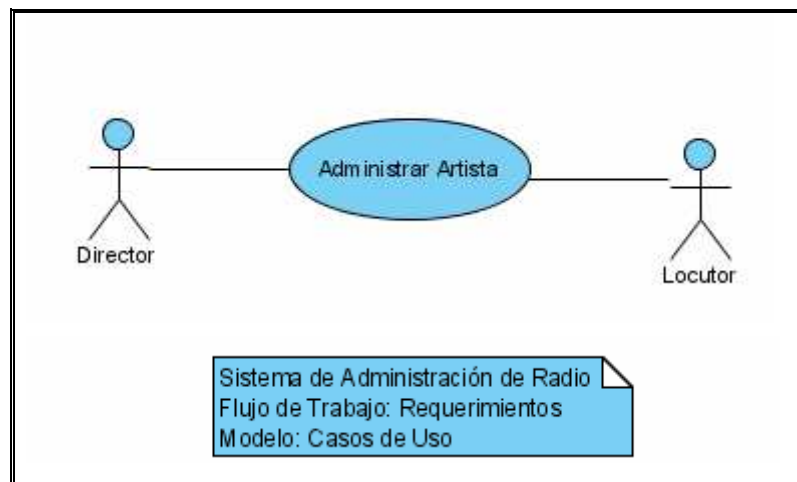 Administrar Artista
Director
Locutor
Sistema de Administración de Radio
Flujo de Trabajo: Requerimientos
Modelo: Casos de Uso